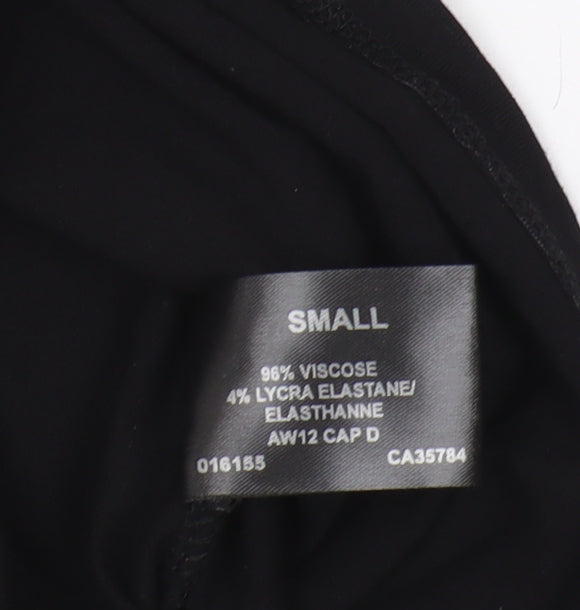 SMALL
96% VISCOSE
4% LYCRA ELASTANE/
ELASTHANNE
AW12 CAP D
016155 CA35784